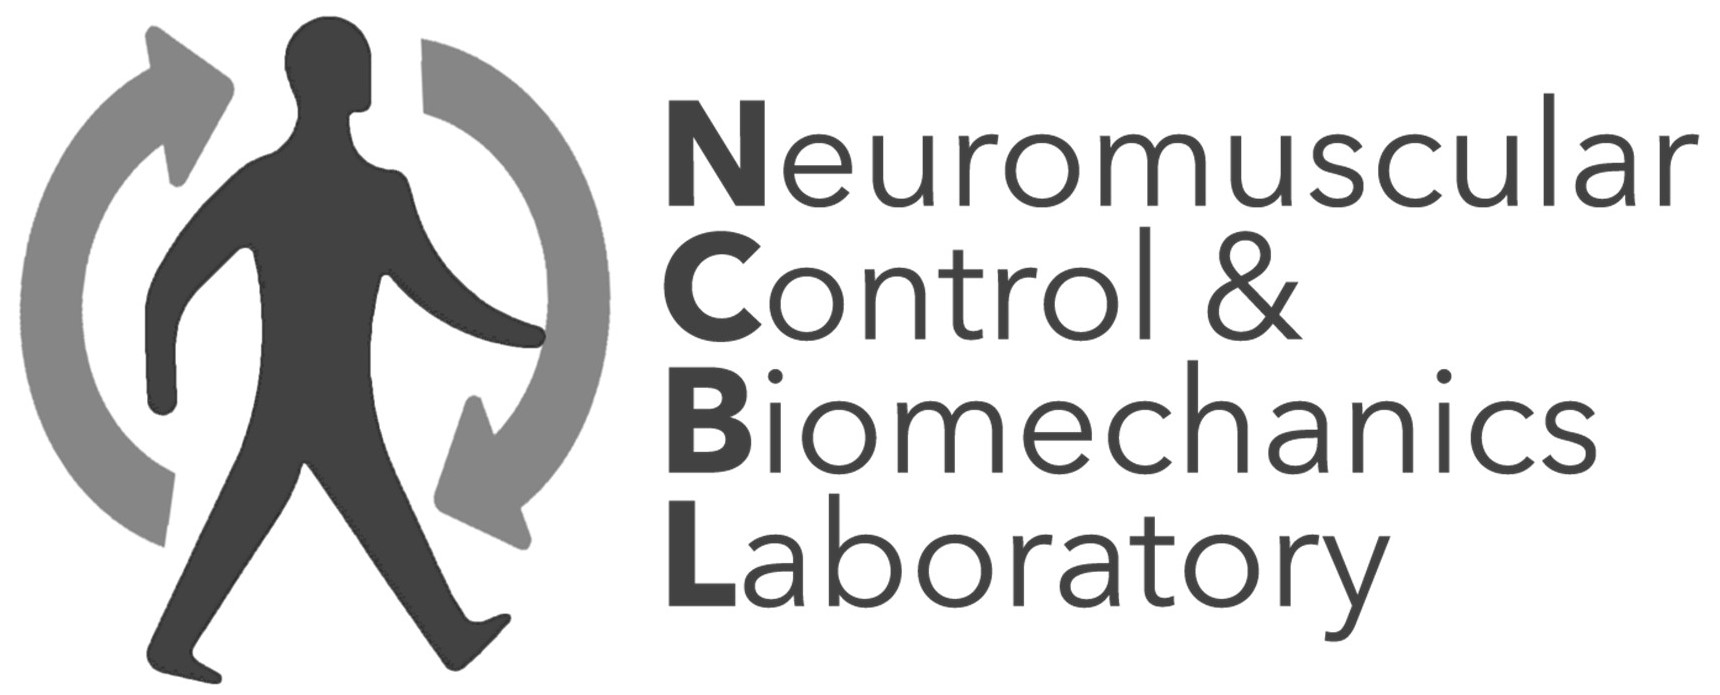 Neuromuscular
Control &
Biomechanics
Laboratory